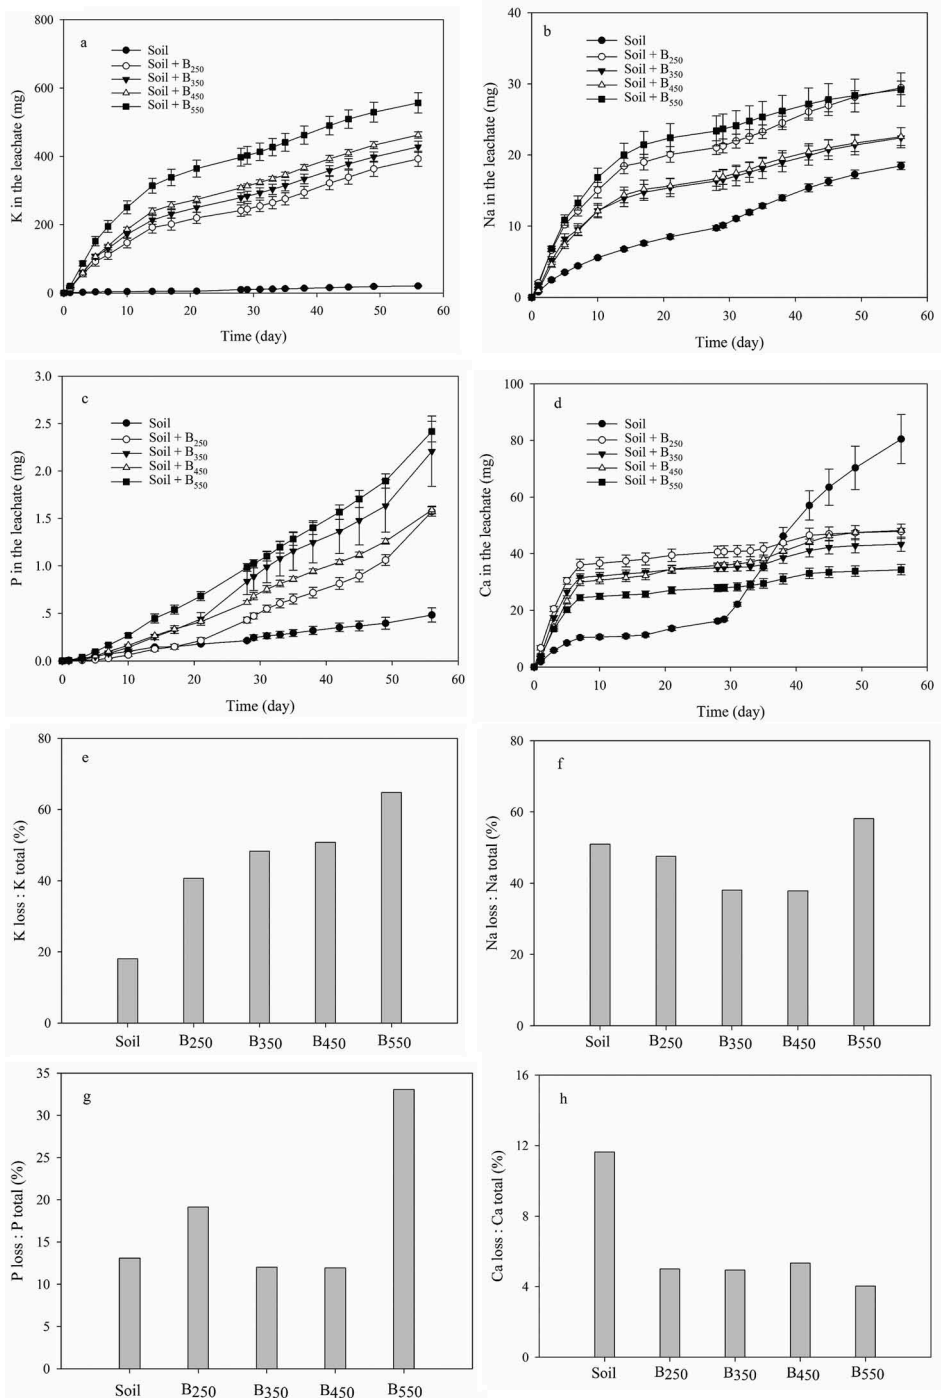 a
K in the leachate (mg)
800
600
400
200
0
Soil
Soil + B250
Soil + B350
Soil + B450
Soil + B550
0 10 20 30 40 50 60
Time (day)
b
Na in the leachate (mg)
40
30
20
10
0
Soil
Soil + B250
Soil + B350
Soil + B450
Soil + B550
0 10 20 30 40 50 60
Time (day)
c
P in the leachate (mg)
3.0
2.5
2.0
1.5
1.0
.5
0.0
Soil
Soil + B250
Soil + B350
Soil + B450
Soil + B550
0 10 20 30 40 50 60
Time (day)
d
Ca in the leachate (mg)
100
80
60
40
20
0
Soil
Soil + B250
Soil + B350
Soil + B450
Soil + B550
0 10 20 30 40 50 60
Time (day)
e
K loss : K total (%)
80
60
40
20
0
Soil B250 B350 B450 B550
f
Na loss : Na total (%)
80
60
40
20
0
Soil B250 B350 B450 B550
g
P loss : P total (%)
35
30
25
20
15
10
5
0
Soil B250 B350 B450 B550
h
Ca loss : Ca total (%)
16
12
8
4
0
Soil B250 B350 B450 B550